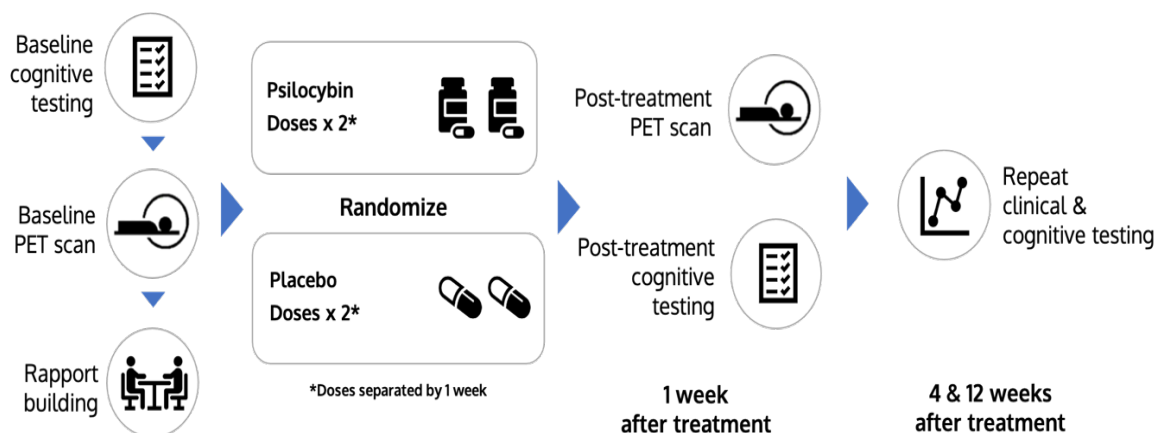 Baseline
cognitive
testing
Baseline
PET scan
Rapport
building
Psilocybin
Doses x 2*
Randomize
Placebo
Doses x 2*
*Doses separated by 1 week
Post-treatment
PET scan
Post-treatment
cognitive
testing
1 week
after treatment
Repeat
clinical &
cognitive testing
4 & 12 weeks
after treatment